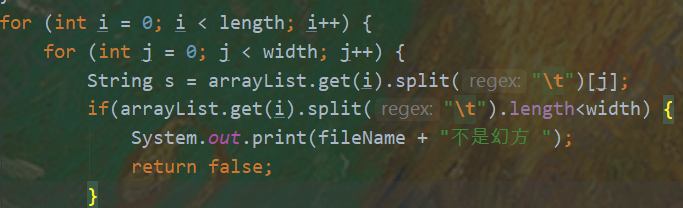 for (int i = 0; i < length; i++) {
for (int j = 0; j < width; j++) {
String s = arrayList.get(i).split( regex: "\t")[j];
if(arrayList.get(i).split( regex: "\t").length<width) {
System.out.print(fileName + "不是幻方 ");
return false;
}